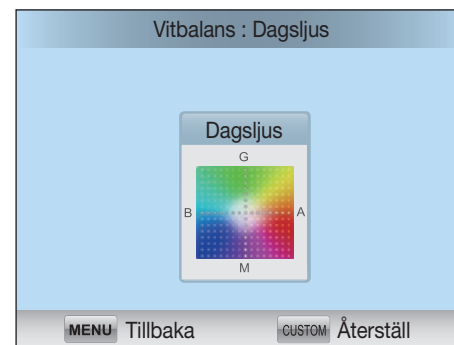 Vitbalans : Dagsljus
Dagsljus
G
B A
M
MENU Tillbaka CUSTOM Återställ